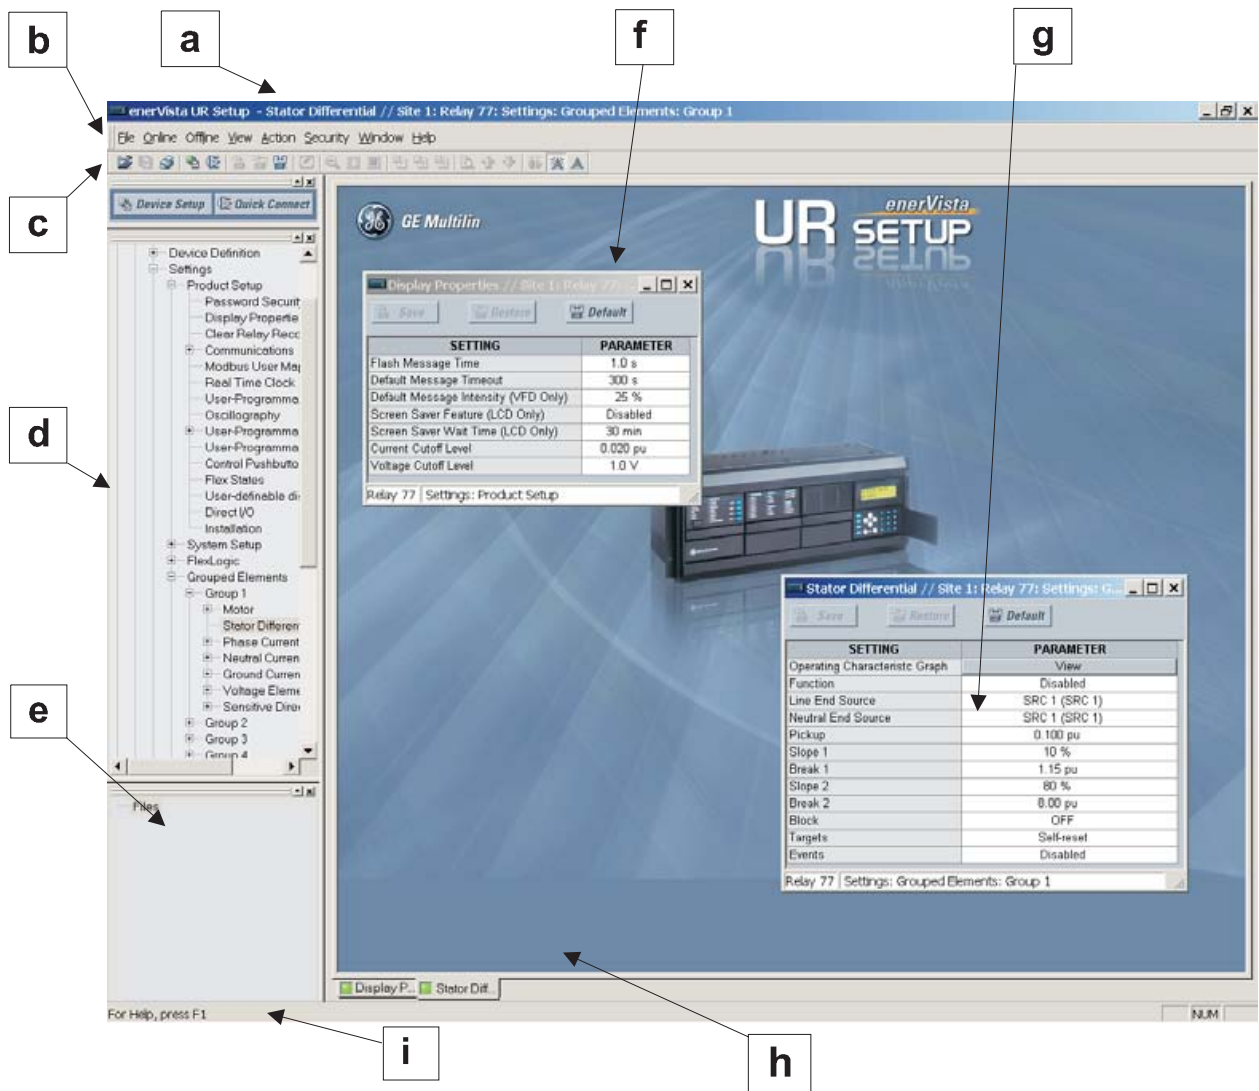 b
a
f
g
enerVista UR Setup - Stator Differential // Site 1: Relay 77: Settings: Grouped Elements: Group 1
File Online Offline View Action Security Window Help
c
Device Setup Quick Connect
Device Definition
Settings
Product Setup
Password Securit
Display Propertie
Clear Relay Reco
Communications
Modbus User Map
Real Time Clock
User-Programma
Oscillography
User-Programma
User-Programma
Control Pushbutto
Flex States
User-definable di
Direct I/O
Installation
System Setup
FlexLogic
Grouped Elements
Group 1
Motor
Stator Differen
Phase Current
Neutral Curren
Ground Curren
Voltage Eleme
Sensitive Direc
Group 2
Group 3
Group 4
d
e
Files
GE Multilin
UR enerVista SETUP
Display Properties // Site 1: Relay 77:
Save Restore Default
SETTING PARAMETER
Flash Message Time 1.0 s
Default Message Timeout 300 s
Default Message Intensity (VFD Only) 25 %
Screen Saver Feature (LCD Only) Disabled
Screen Saver Wait Time (LCD Only) 30 min
Current Cutoff Level 0.020 pu
Voltage Cutoff Level 1.0 V
Relay 77 Settings: Product Setup
Stator Differential // Site 1: Relay 77: Settings: G...
Save Restore Default
SETTING PARAMETER
Operating Characteristc Graph View
Function Disabled
Line End Source SRC 1 (SRC 1)
Neutral End Source SRC 1 (SRC 1)
Pickup 0.100 pu
Slope 1 10 %
Break 1 1.15 pu
Slope 2 80 %
Break 2 8.00 pu
Block OFF
Targets Self-reset
Events Disabled
Relay 77 Settings: Grouped Elements: Group 1
Display P... Stator Diff...
For Help, press F1
NUM
i
h